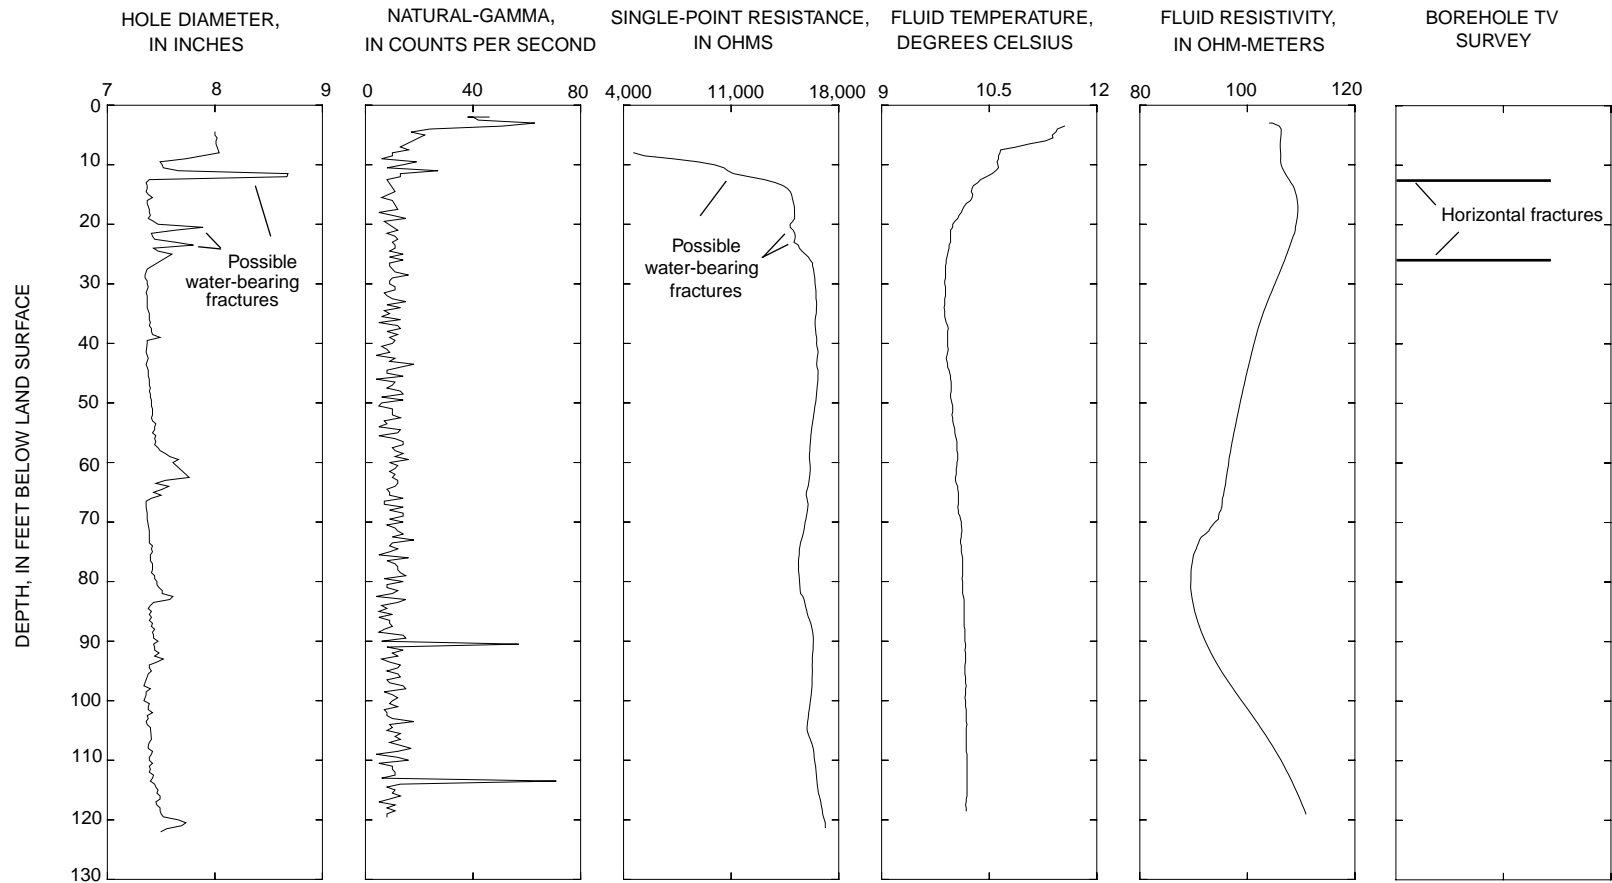 HOLE DIAMETER,
IN INCHES
NATURAL-GAMMA,
IN COUNTS PER SECOND
SINGLE-POINT RESISTANCE,
IN OHMS
FLUID TEMPERATURE,
DEGREES CELSIUS
FLUID RESISTIVITY,
IN OHM-METERS
BOREHOLE TV
SURVEY
7 8 9
0 40 80
4,000 11,000 18,000
9 10.5 12
80 100 120
DEPTH, IN FEET BELOW LAND SURFACE
0
10
20
30
40
50
60
70
80
90
100
110
120
130
Possible
water-bearing
fractures
Possible
water-bearing
fractures
Horizontal fractures